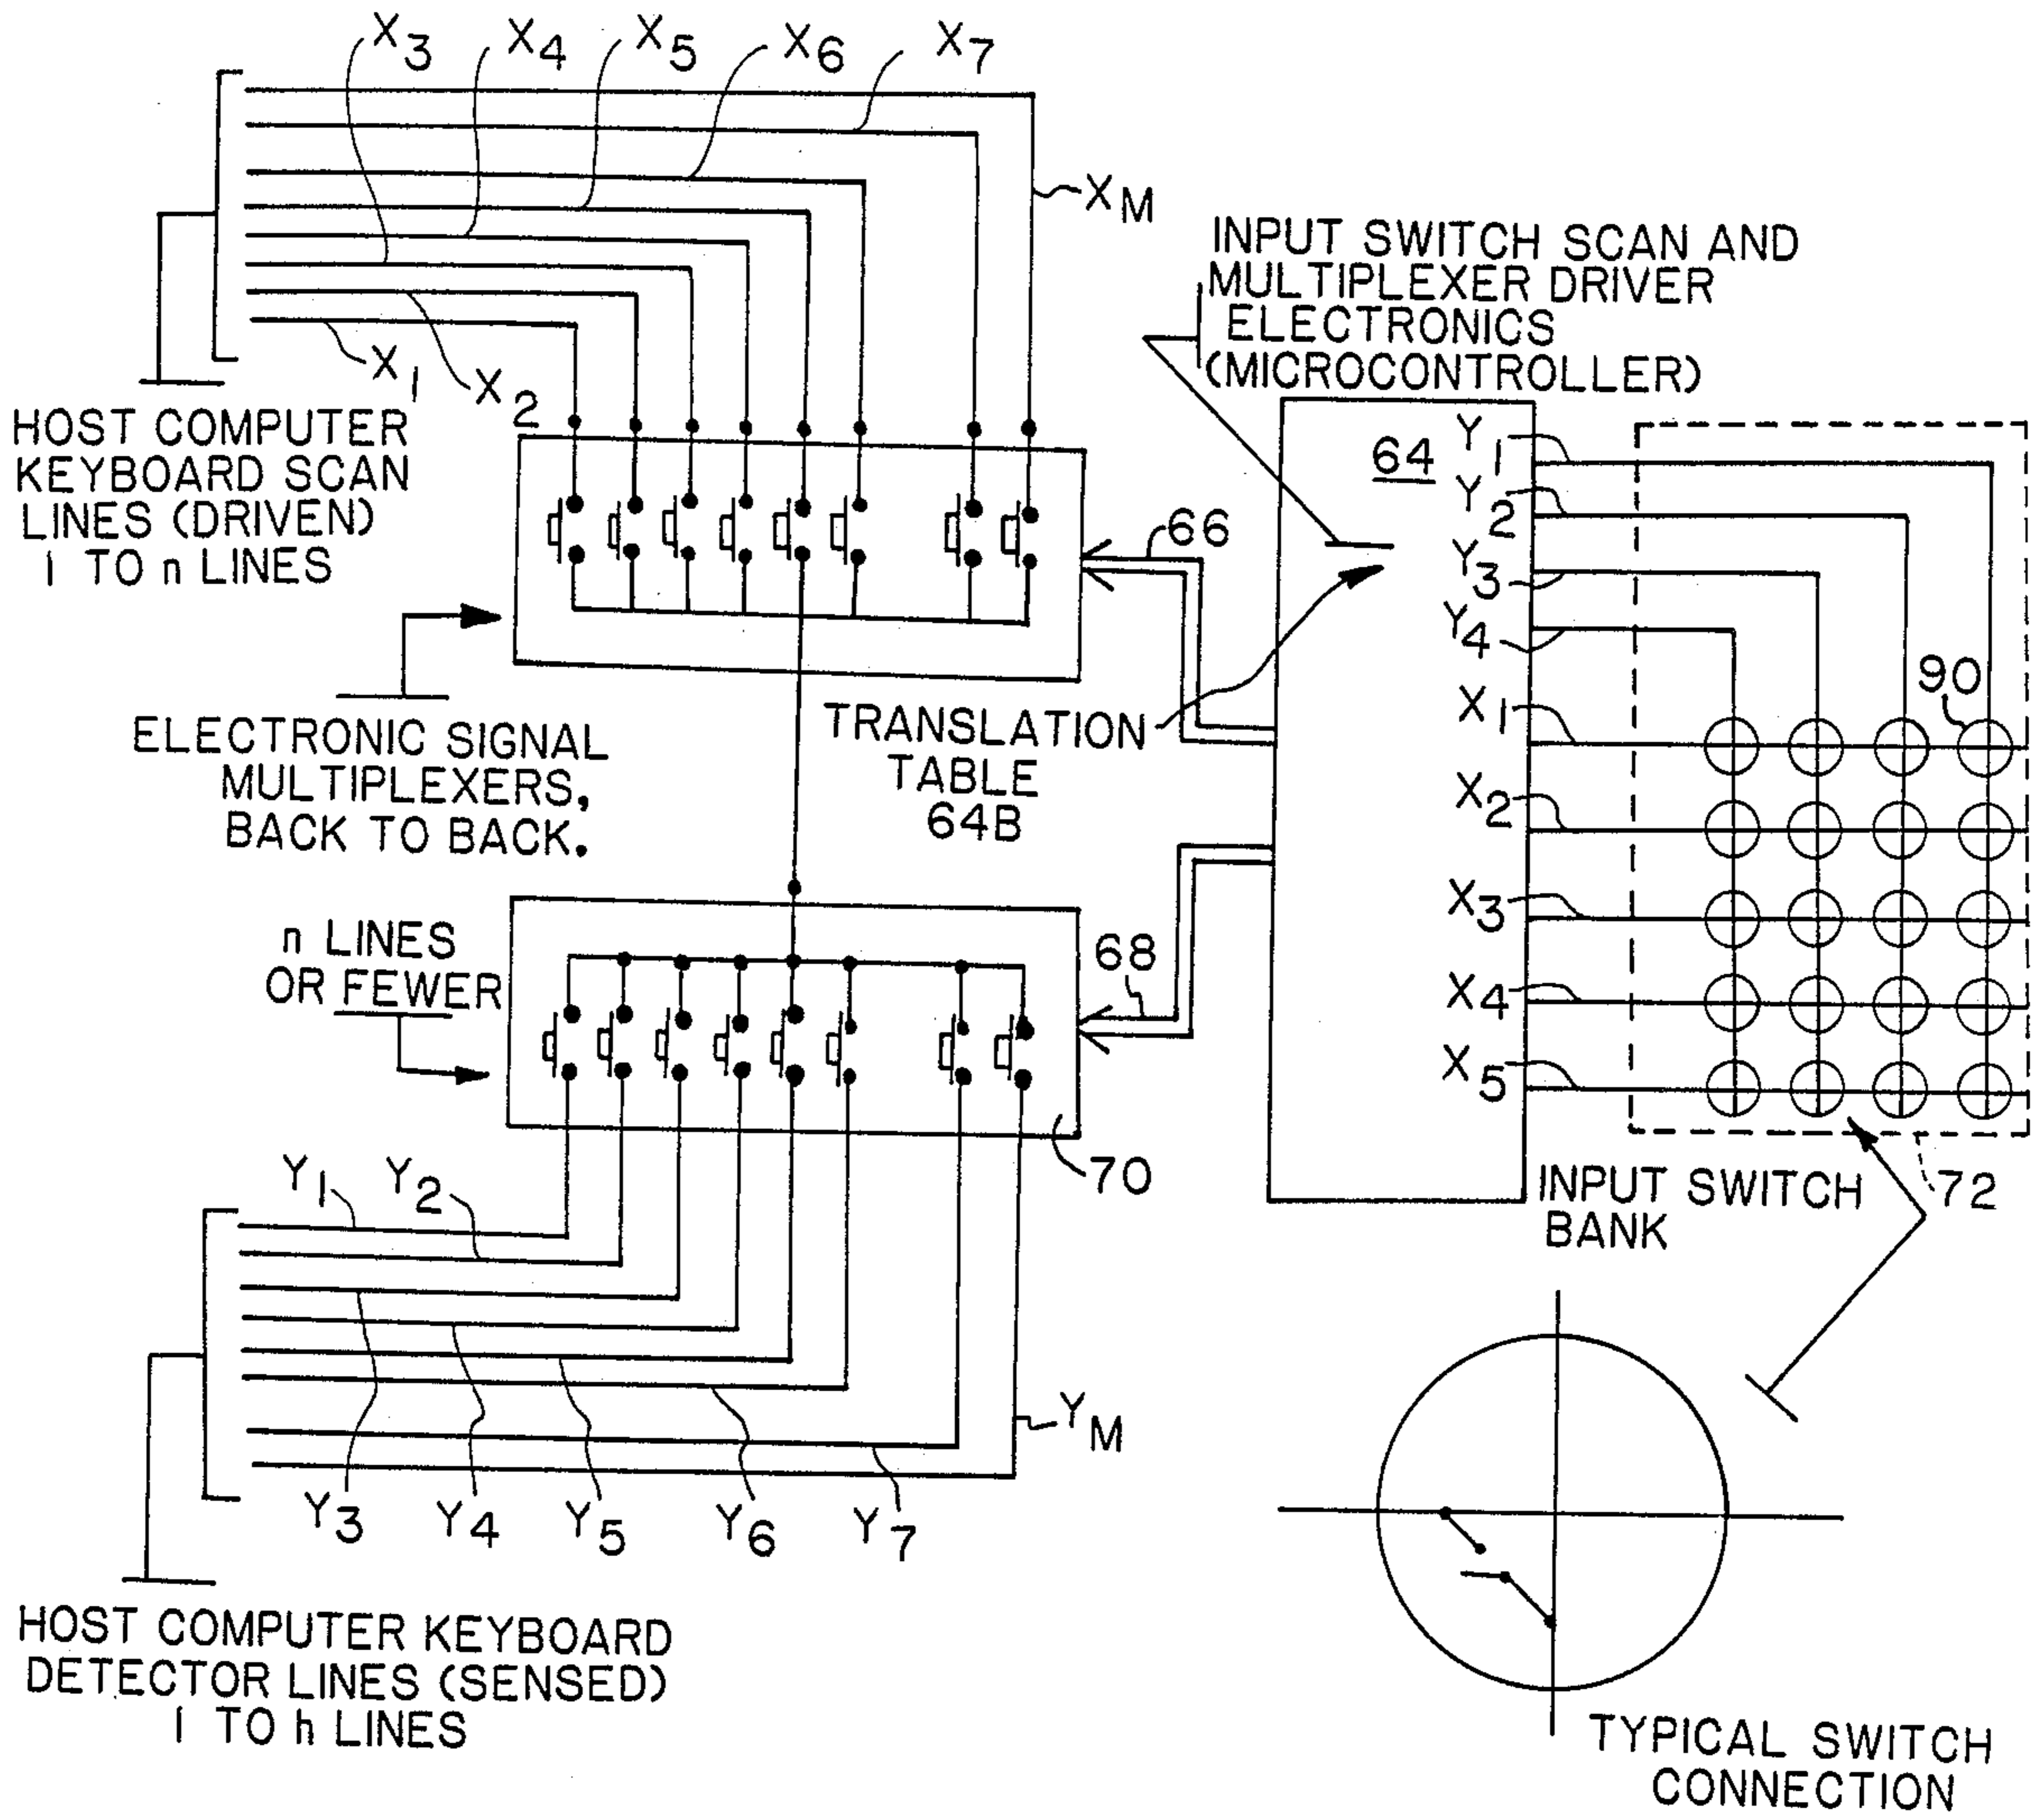 X3 X4 X5 X6 X7
XM
X1 X2
HOST COMPUTER
KEYBOARD SCAN
LINES (DRIVEN)
1 TO n LINES
INPUT SWITCH SCAN AND
MULTIPLEXER DRIVER
ELECTRONICS
(MICROCONTROLLER)
64
Y1
Y2
Y3
Y4
66
90
ELECTRONIC SIGNAL
MULTIPLEXERS,
BACK TO BACK.
TRANSLATION
TABLE
64B
X1
X2
X3
X4
X5
n LINES
OR FEWER
68
70
INPUT SWITCH
BANK
72
Y1 Y2
YM
Y3 Y4 Y5 Y6 Y7
HOST COMPUTER KEYBOARD
DETECTOR LINES (SENSED)
1 TO h LINES
TYPICAL SWITCH
CONNECTION